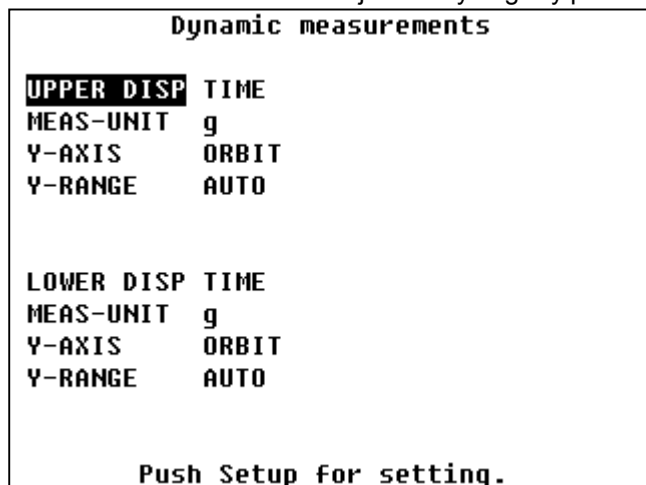 Dynamic measurements
UPPER DISP TIME
MEAS-UNIT g
Y-AXIS ORBIT
Y-RANGE AUTO
LOWER DISP TIME
MEAS-UNIT g
Y-AXIS ORBIT
Y-RANGE AUTO
Push Setup for setting.